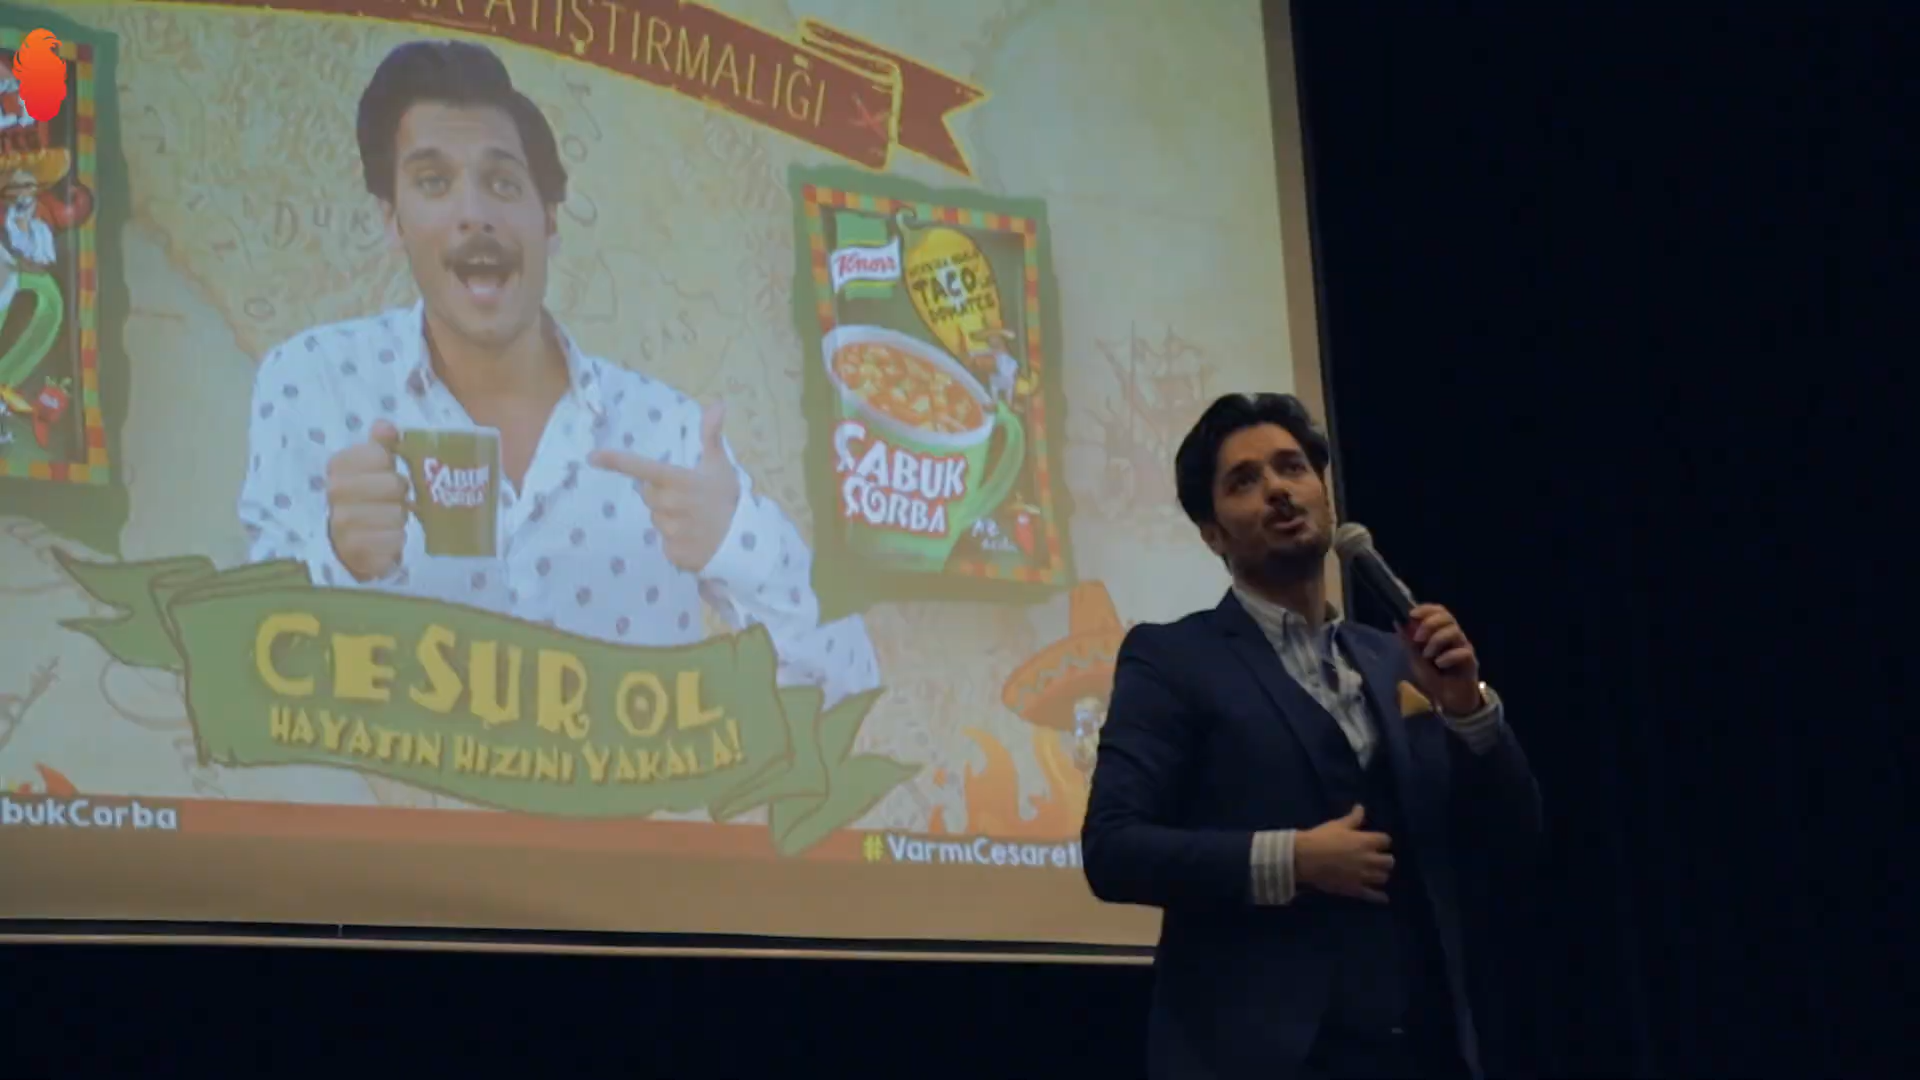 ATIŞTIRMALIĞI
Knorr
TACO
DOMATES
ÇABUK
ÇORBA
ÇABUK
ÇORBA
CESUR OL
HAYATIN HIZINI YAKALA!
bukCorba
#VarmıCesaret